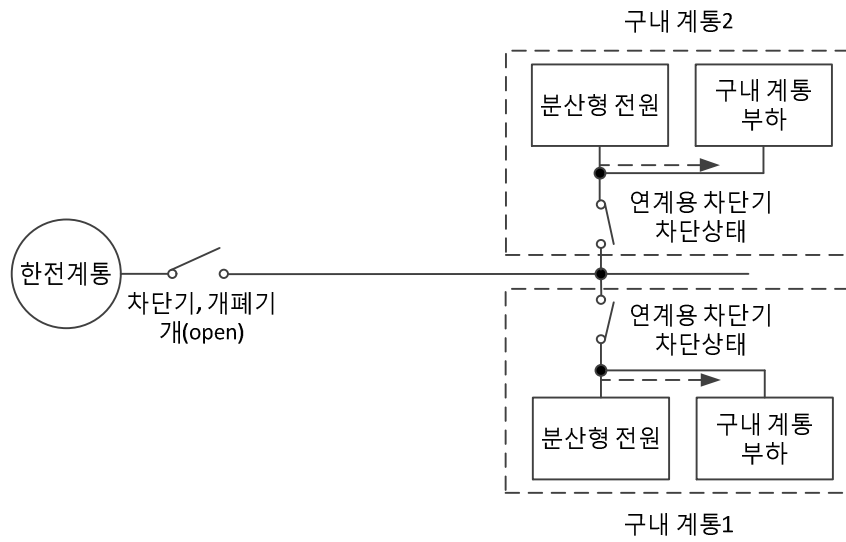 구내 계통2
분산형 전원
구내 계통
부하
연계용 차단기
차단상태
한전계통
차단기, 개폐기
개(open)
연계용 차단기
차단상태
분산형 전원
구내 계통
부하
구내 계통1